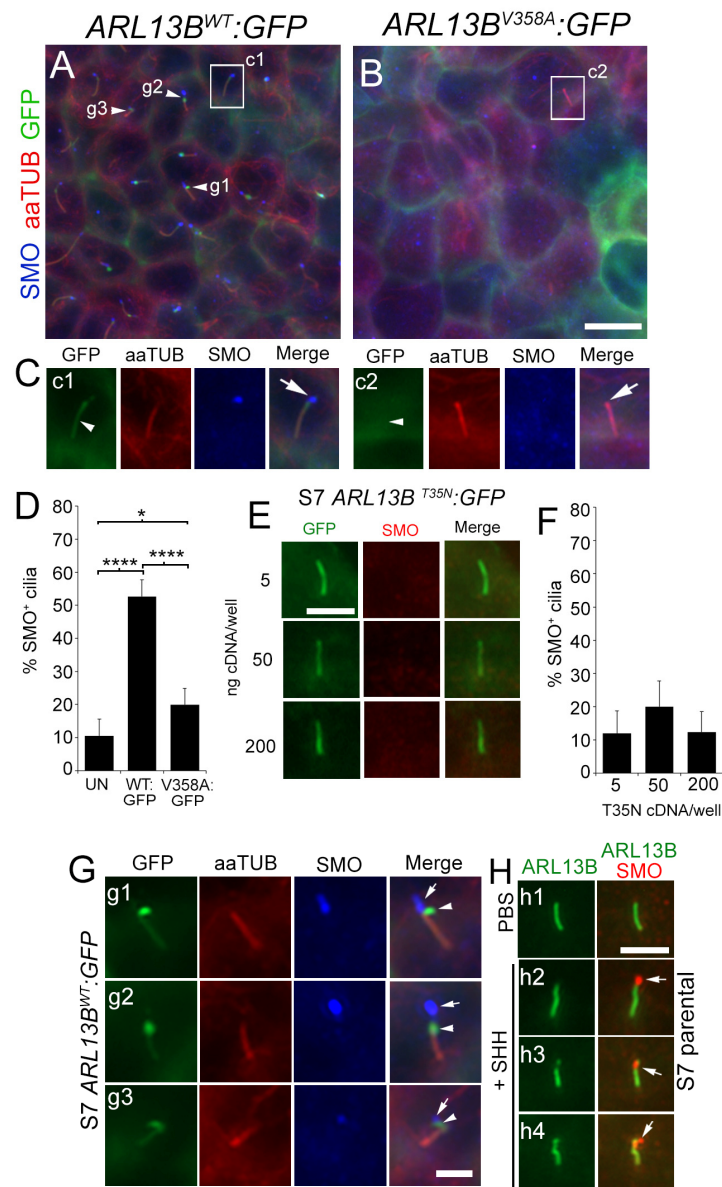 ARL13B^WT:GFP
ARL13B^V358A:GFP
SMO aaTUB GFP
A
c1
g2
g3
g1
B
c2
C
GFP aaTUB SMO Merge
c1
GFP aaTUB SMO Merge
c2
D
% SMO+ cilia
80
70
60
50
40
30
20
10
0
*
**** ****
UN WT:GFP V358A:GFP
E
S7 ARL13B T35N:GFP
GFP SMO Merge
ng cDNA/well
5
50
200
F
% SMO+ cilia
80
70
60
50
40
30
20
10
0
5 50 200
T35N cDNA/well
G
GFP aaTUB SMO Merge
S7 ARL13B^WT:GFP
g1
g2
g3
H
ARL13B
ARL13B
SMO
PBS
h1
+ SHH
h2
h3
h4
S7 parental